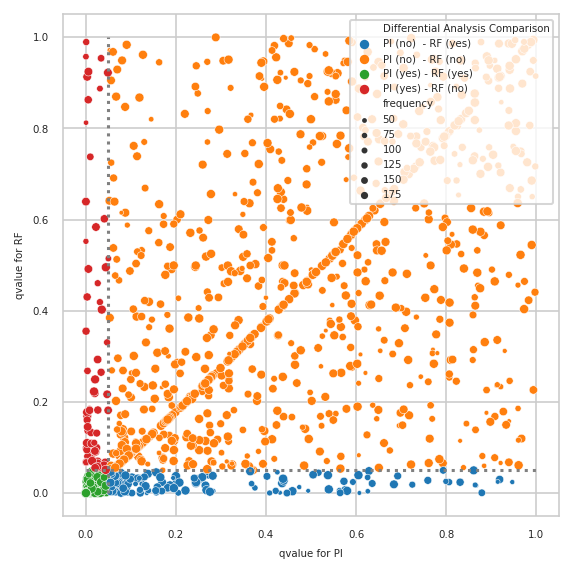 Differential Analysis Comparison
PI (no)  - RF (yes)
PI (no)  - RF (no)
PI (yes) - RF (yes)
PI (yes) - RF (no)
frequency
50
75
100
125
150
175
1.0
0.8
0.6
0.4
0.2
0.0
qvalue for RF
0.0 0.2 0.4 0.6 0.8 1.0
qvalue for PI